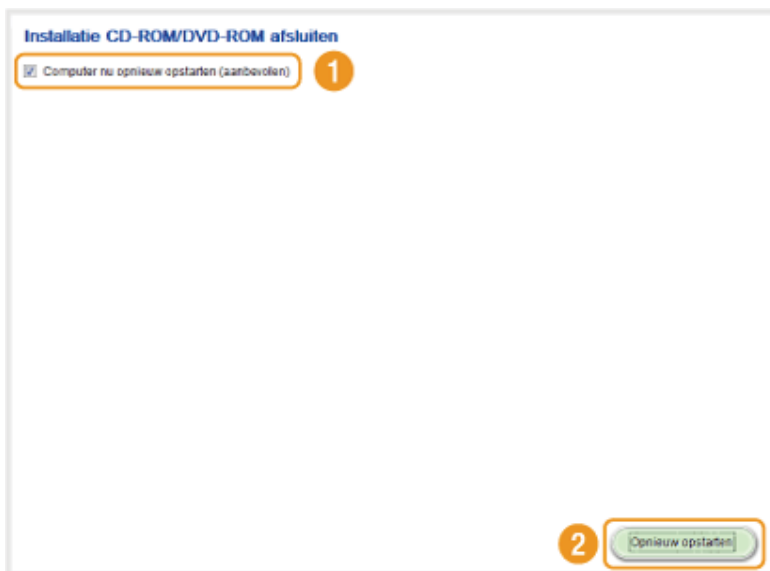 Installatie CD-ROM/DVD-ROM afsluiten
Computer nu opnieuw opstarten (aanbevolen)
1
2
Opnieuw opstarten